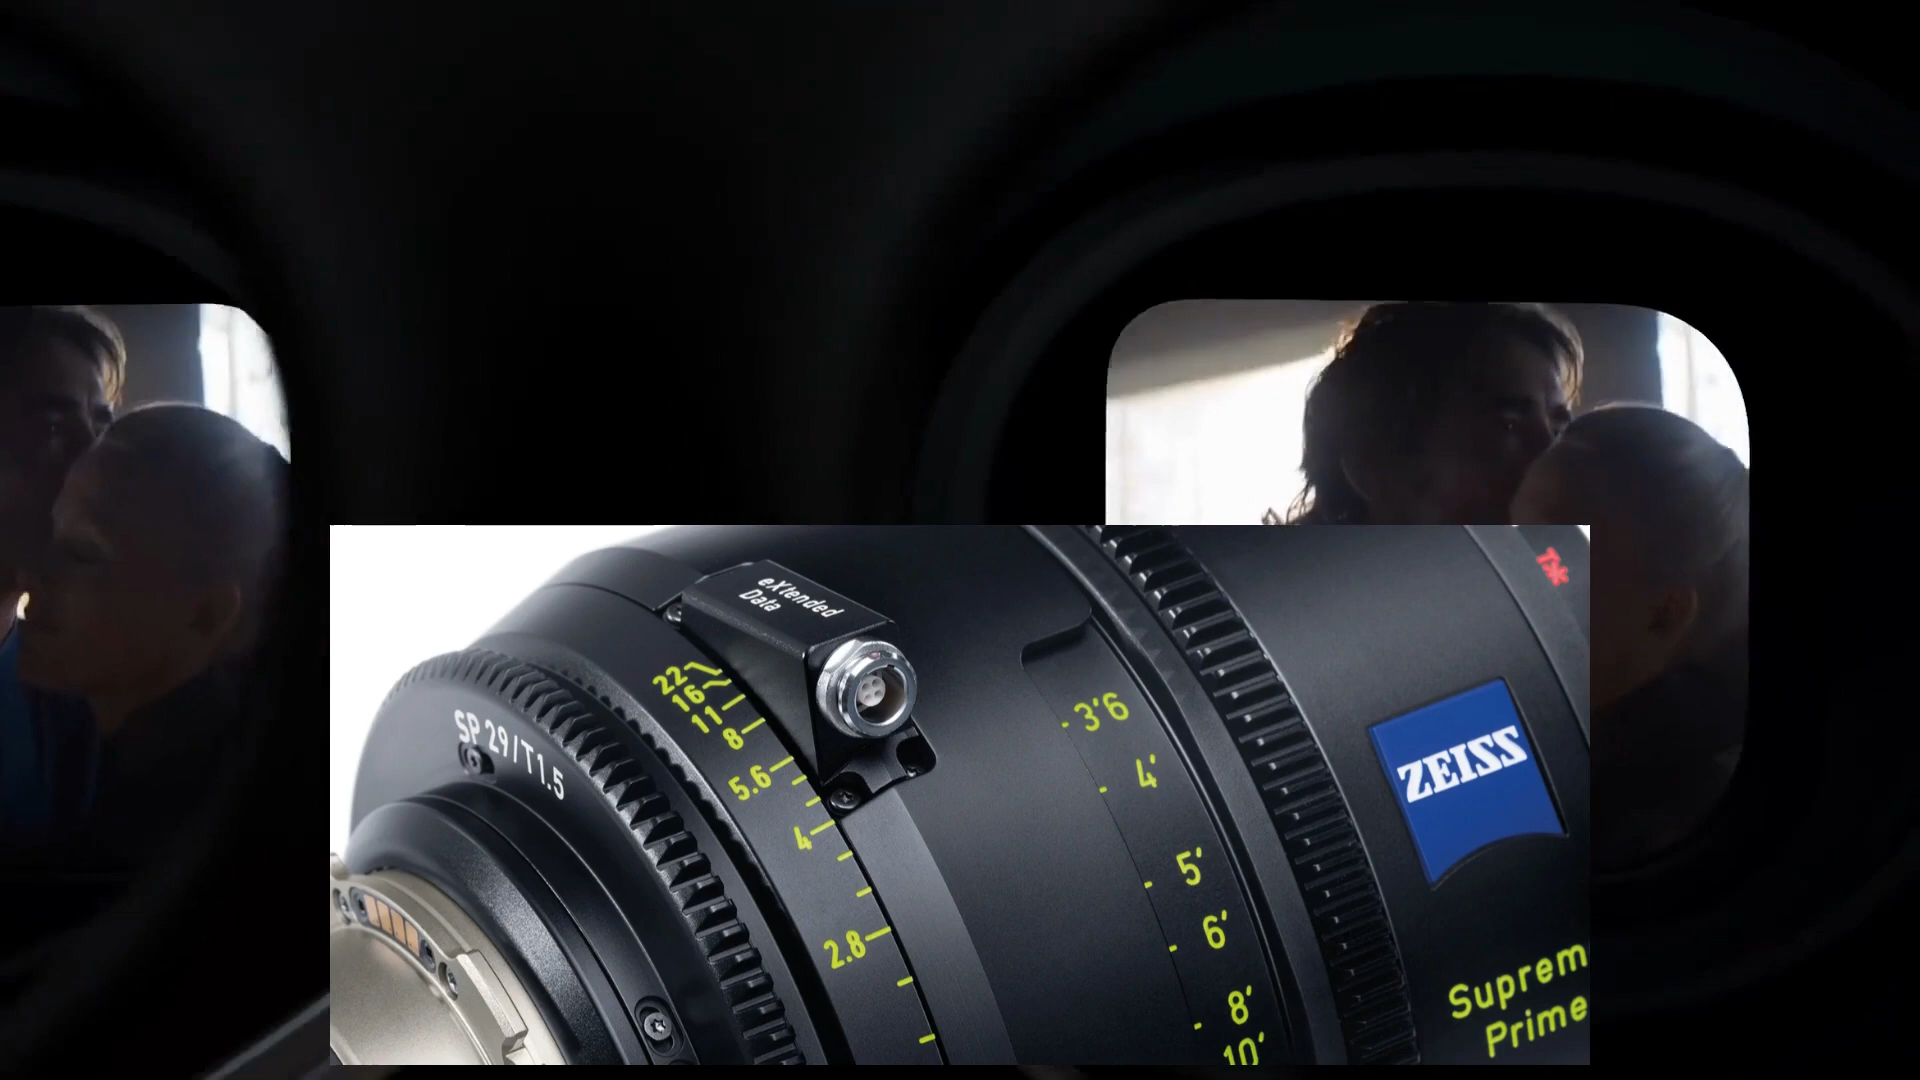 eXtended
Data
T*
22
16
11
8
5.6
4
2.8
SP 29/T1.5
3'6
4'
5'
6'
8'
10'
ZEISS
Suprem
Prime